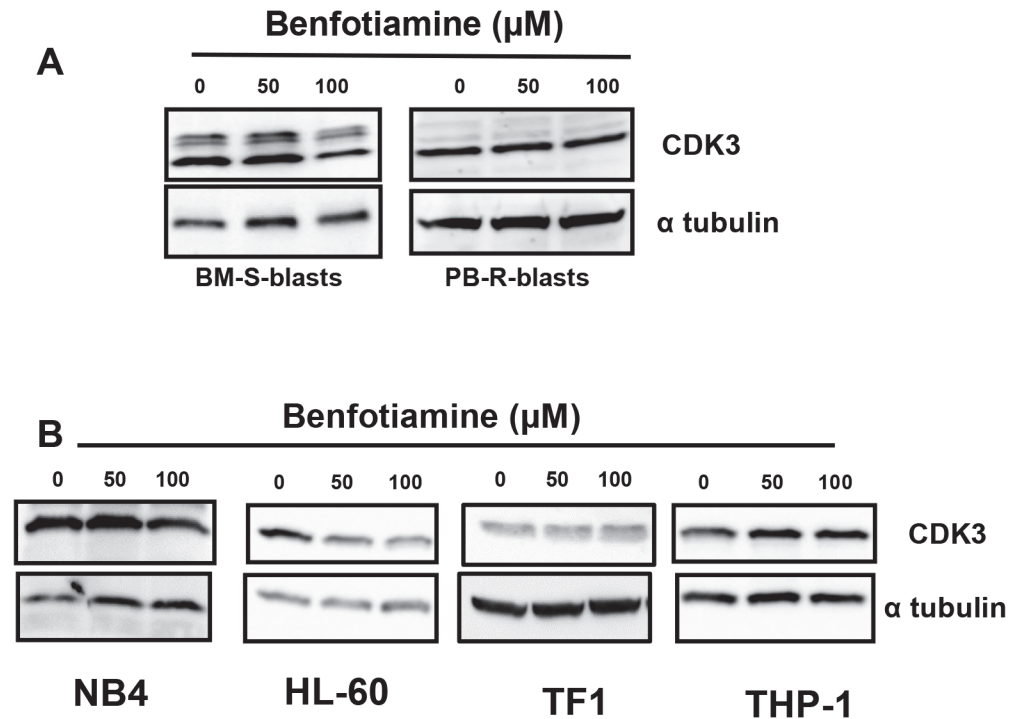 Benfotiamine (µM)
A
0 50 100 0 50 100
CDK3
α tubulin
BM-S-blasts PB-R-blasts
Benfotiamine (µM)
B
0 50 100 0 50 100 0 50 100 0 50 100
CDK3
α tubulin
NB4 HL-60 TF1 THP-1